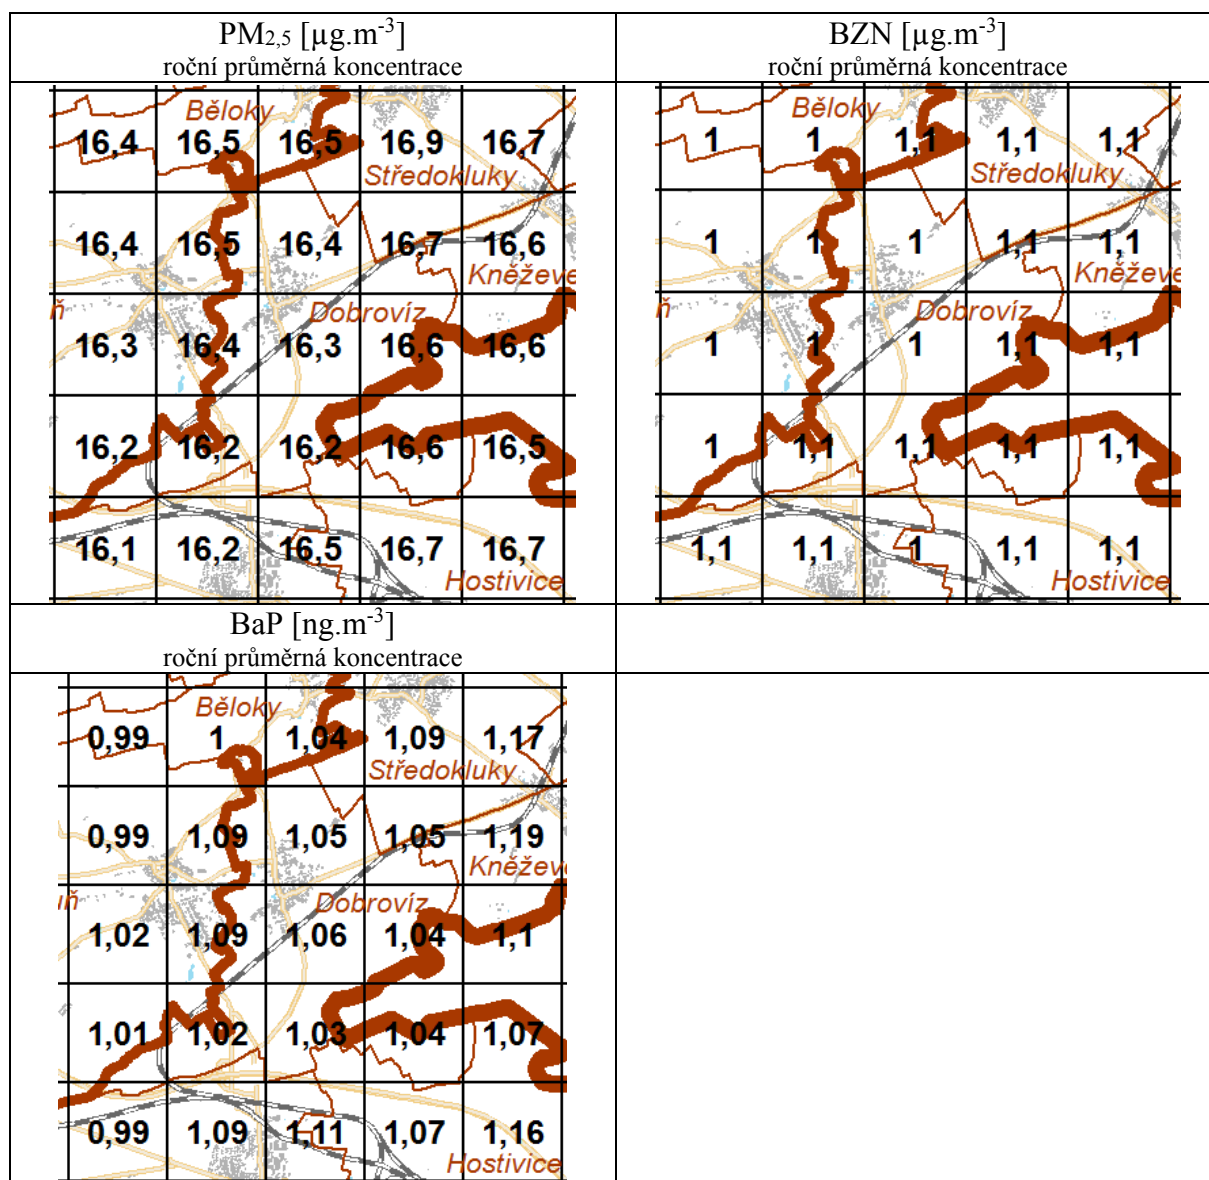 PM2,5 [µg.m-3]
roční průměrná koncentrace
Běloky
16,4 16,5 16,5 16,9 16,7
Středokluky
16,4 16,5 16,4 16,7 16,6
Kněževe
ň Dobrovíz
16,3 16,4 16,3 16,6 16,6
16,2 16,2 16,2 16,6 16,5
16,1 16,2 16,5 16,7 16,7
Hostivice
BZN [µg.m-3]
roční průměrná koncentrace
Běloky
1 1 1,1 1,1 1,1
Středokluky
1 1 1 1,1 1,1
Kněževe
ň Dobrovíz
1 1 1 1,1 1,1
1 1,1 1,1 1,1 1,1
1,1 1,1 1 1,1 1,1
Hostivice
BaP [ng.m-3]
roční průměrná koncentrace
Běloky
0,99 1 1,04 1,09 1,17
Středokluky
0,99 1,09 1,05 1,05 1,19
Kněževe
uň Dobrovíz
1,02 1,09 1,06 1,04 1,1
1,01 1,02 1,03 1,04 1,07
0,99 1,09 1,11 1,07 1,16
Hostivice